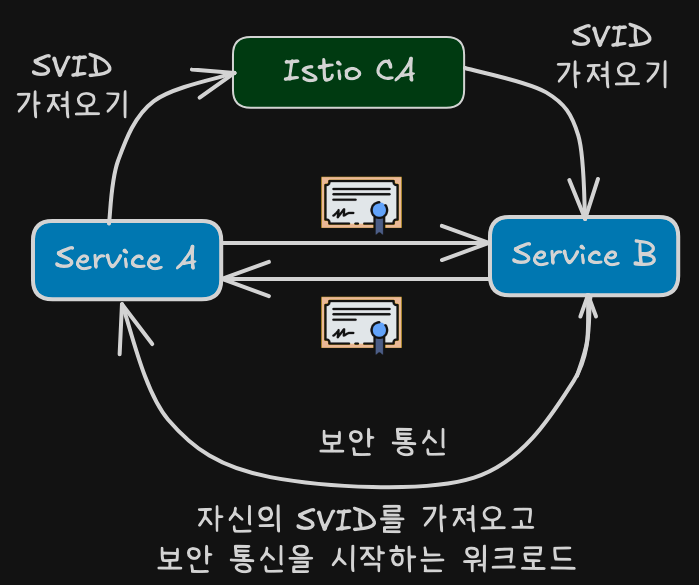 SVID
가져오기
Istio CA
SVID
가져오기
Service A
Service B
보안 통신
자신의 SVID를 가져오고
보안 통신을 시작하는 워크로드